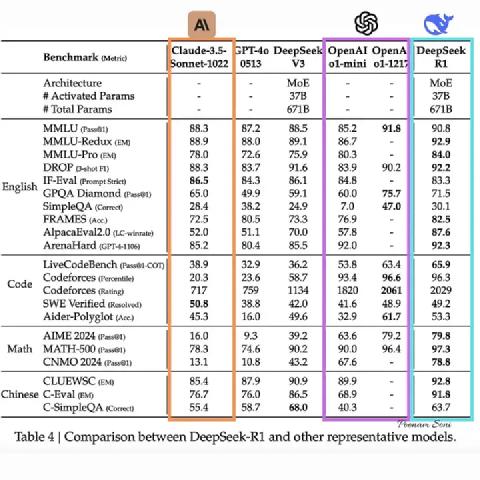 A\
Benchmark (Metric) Claude-3.5-Sonnet-1022 GPT-4o 0513 DeepSeek V3 OpenAI o1-mini OpenAI o1-1217 DeepSeek R1
Architecture - - MoE - - MoE
# Activated Params - - 37B - - 37B
# Total Params - - 671B - - 671B
English
MMLU (Pass@1) 88.3 87.2 88.5 85.2 91.8 90.8
MMLU-Redux (EM) 88.9 88.0 89.1 86.7 - 92.9
MMLU-Pro (EM) 78.0 72.6 75.9 80.3 - 84.0
DROP (3-shot F1) 88.3 83.7 91.6 83.9 90.2 92.2
IF-Eval (Prompt Strict) 86.5 84.3 86.1 84.8 - 83.3
GPQA Diamond (Pass@1) 65.0 49.9 59.1 60.0 75.7 71.5
SimpleQA (Correct) 28.4 38.2 24.9 7.0 47.0 30.1
FRAMES (Acc.) 72.5 80.5 73.3 76.9 - 82.5
AlpacaEval2.0 (LC-winrate) 52.0 51.1 70.0 57.8 - 87.6
ArenaHard (GPT-4-1106) 85.2 80.4 85.5 92.0 - 92.3
Code
LiveCodeBench (Pass@1-COT) 38.9 32.9 36.2 53.8 63.4 65.9
Codeforces (Percentile) 20.3 23.6 58.7 93.4 96.6 96.3
Codeforces (Rating) 717 759 1134 1820 2061 2029
SWE Verified (Resolved) 50.8 38.8 42.0 41.6 48.9 49.2
Aider-Polyglot (Acc.) 45.3 16.0 49.6 32.9 61.7 53.3
Math
AIME 2024 (Pass@1) 16.0 9.3 39.2 63.6 79.2 79.8
MATH-500 (Pass@1) 78.3 74.6 90.2 90.0 96.4 97.3
CNMO 2024 (Pass@1) 13.1 10.8 43.2 67.6 - 78.8
Chinese
CLUEWSC (EM) 85.4 87.9 90.9 89.9 - 92.8
C-Eval (EM) 76.7 76.0 86.5 68.9 - 91.8
C-SimpleQA (Correct) 55.4 58.7 68.0 40.3 - 63.7
Poonam Soni
Table 4 | Comparison between DeepSeek-R1 and other representative models.